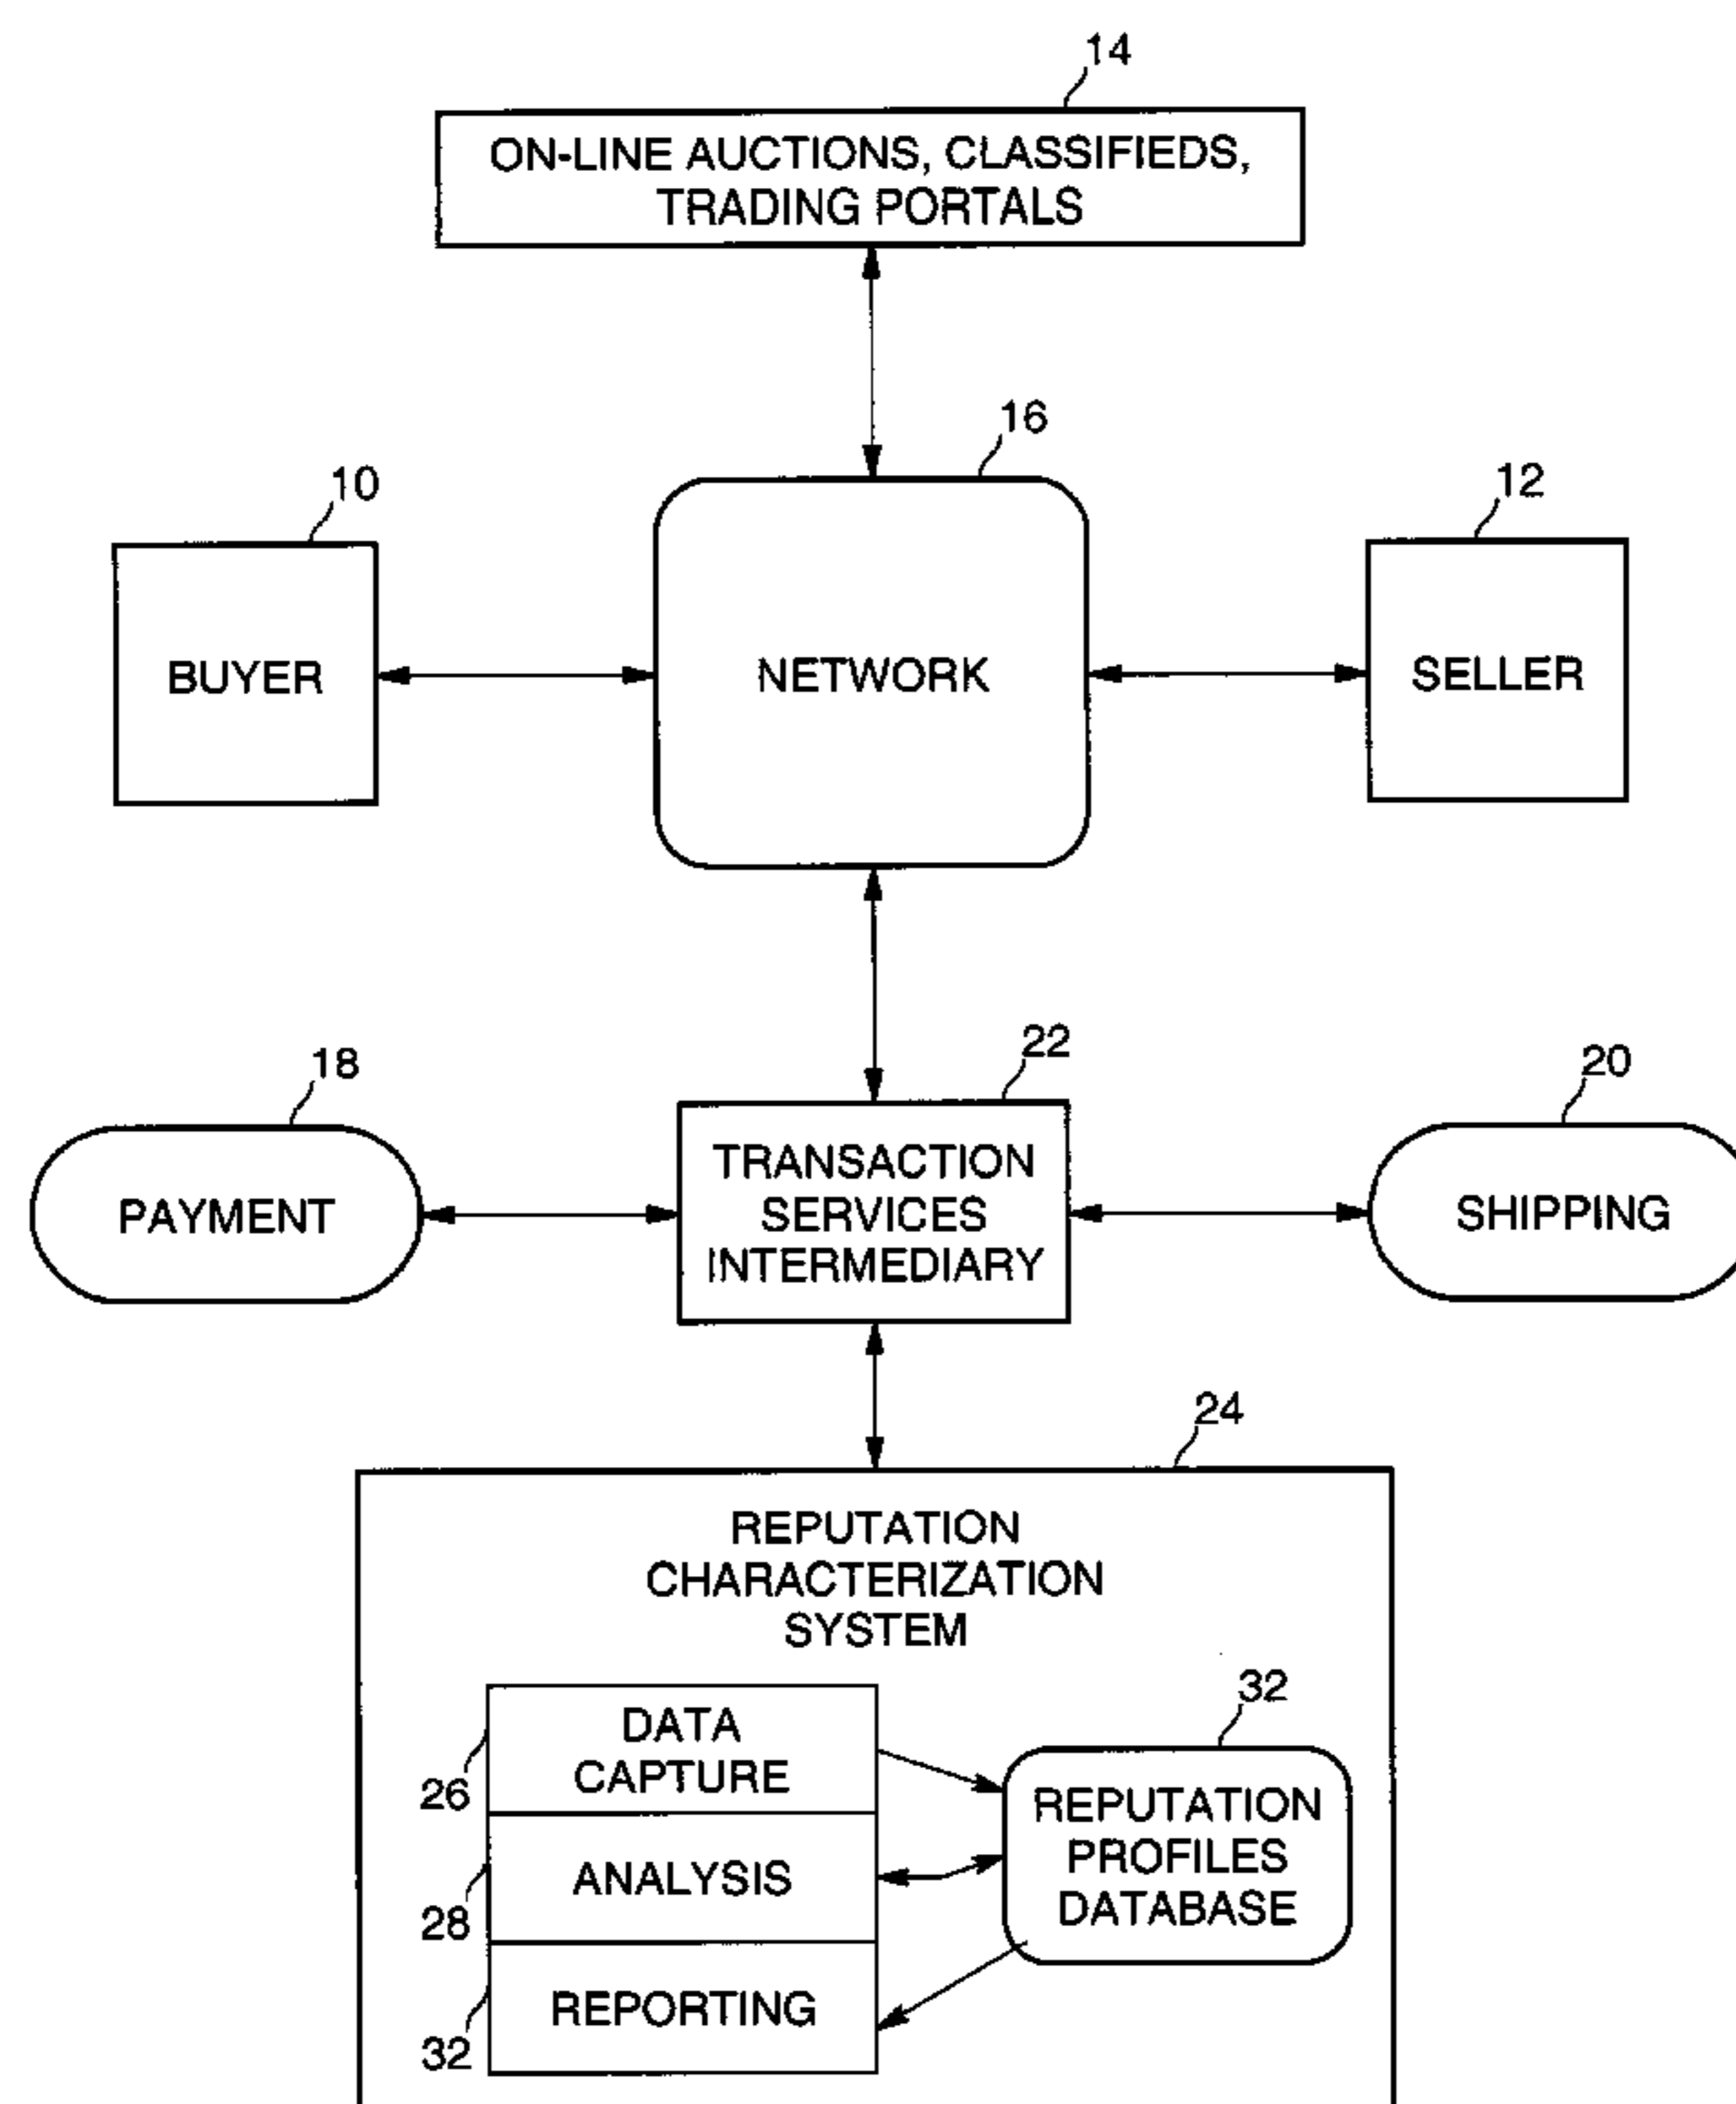 14
ON-LINE AUCTIONS, CLASSIFIEDS,
TRADING PORTALS
16
10
12
BUYER
NETWORK
SELLER
22
18
20
TRANSACTION
SERVICES
INTERMEDIARY
PAYMENT
SHIPPING
24
REPUTATION
CHARACTERIZATION
SYSTEM
32
DATA
CAPTURE
26
REPUTATION
PROFILES
DATABASE
ANALYSIS
28
REPORTING
32